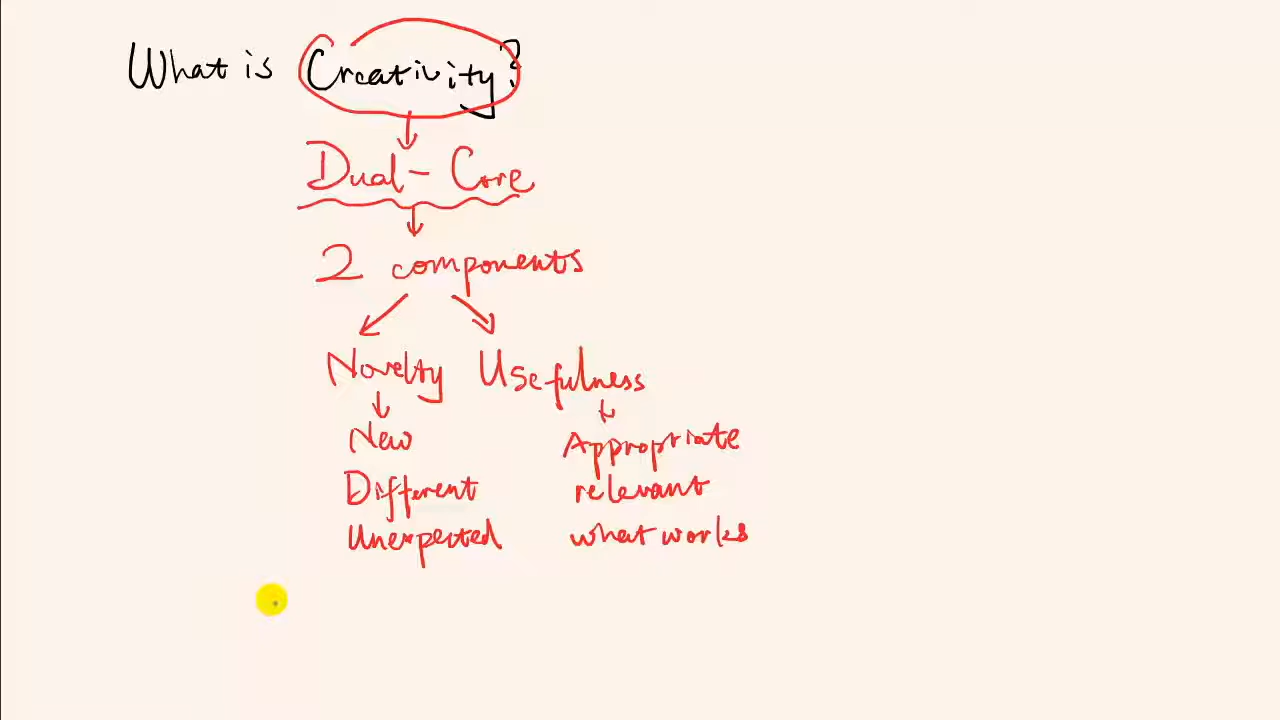 What is Creativity?
Dual-Core
2 components
Novelty Usefulness
New Appropriate
Different relevant
Unexpected what works